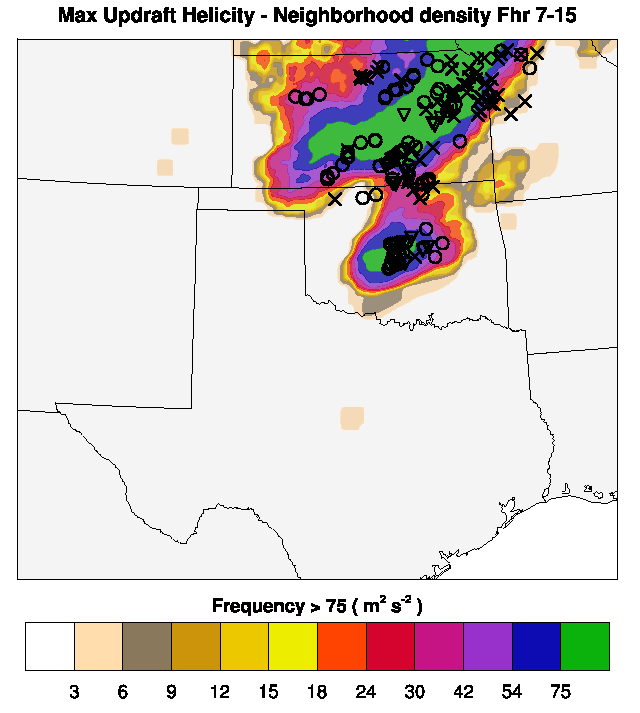 Max Updraft Helicity - Neighborhood density Fhr 7-15
Frequency > 75 ( m² s⁻² )
3 6 9 12 15 18 24 30 42 54 75